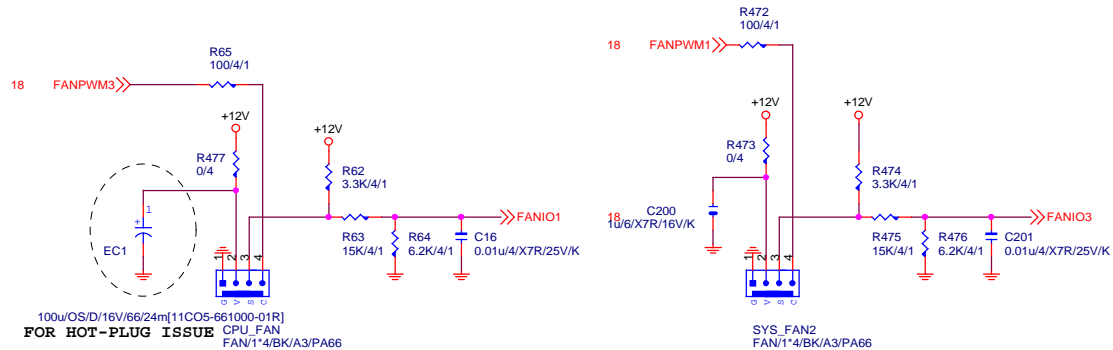 R65
100/4/1
18 FANPWM3
+12V
R477
0/4
+12V
R62
3.3K/4/1
1
+
EC1
R63
15K/4/1
R64
6.2K/4/1
C16
0.01u/4/X7R/25V/K
FANIO1
1 2 3 4
G V S C
100u/OS/D/16V/66/24m[11CO5-661000-01R]
FOR HOT-PLUG ISSUE
CPU_FAN
FAN/1*4/BK/A3/PA66
R472
100/4/1
18 FANPWM1
+12V
R473
0/4
+12V
R474
3.3K/4/1
18
C200
1u/6/X7R/16V/K
R475
15K/4/1
R476
6.2K/4/1
C201
0.01u/4/X7R/25V/K
FANIO3
1 2 3 4
G V S C
SYS_FAN2
FAN/1*4/BK/A3/PA66